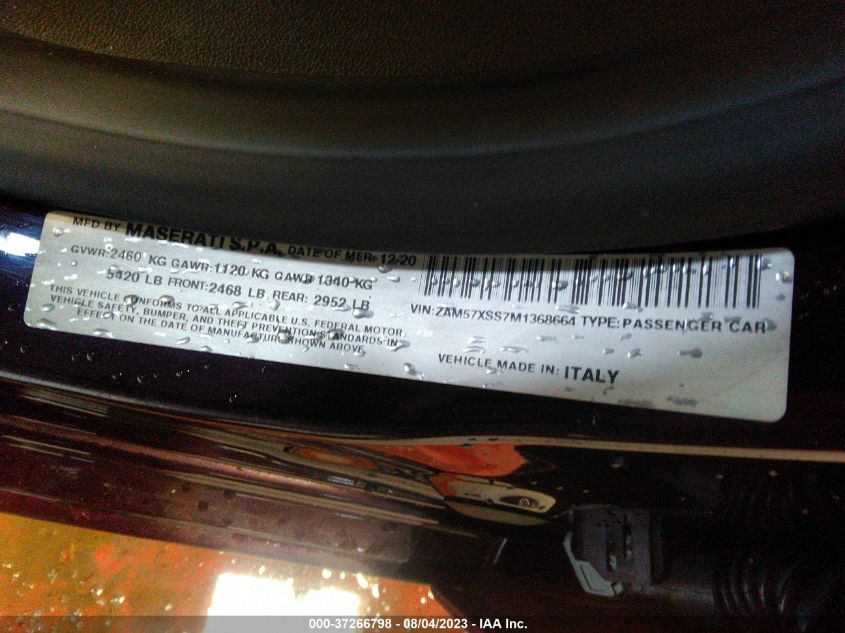 MFD BY MASERATI S.P.A. DATE OF MFR: 12/20
GVWR:2460 KG GAWR:1120 KG GAWR 1340 KG
5420 LB FRONT:2468 LB REAR: 2952 LB
THIS VEHICLE CONFORMS TO ALL APPLICABLE U.S. FEDERAL MOTOR
VEHICLE SAFETY, BUMPER, AND THEFT PREVENTION STANDARDS IN
EFFECT ON THE DATE OF MANUFACTUR SHOWN ABOVE
VIN: ZAM57XSS7M1368664 TYPE: PASSENGER CAR
VEHICLE MADE IN: ITALY
000-37266798 - 08/04/2023 - IAA Inc.